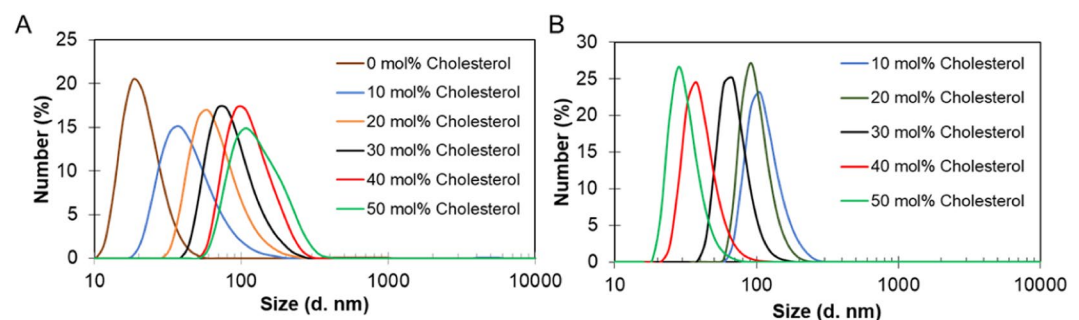 A
25
20
15
10
5
0
Number (%)
10
100
1000
10000
Size (d. nm)
0 mol% Cholesterol
10 mol% Cholesterol
20 mol% Cholesterol
30 mol% Cholesterol
40 mol% Cholesterol
50 mol% Cholesterol
B
30
25
20
15
10
5
0
Number (%)
10
100
1000
10000
Size (d. nm)
10 mol% Cholesterol
20 mol% Cholesterol
30 mol% Cholesterol
40 mol% Cholesterol
50 mol% Cholesterol